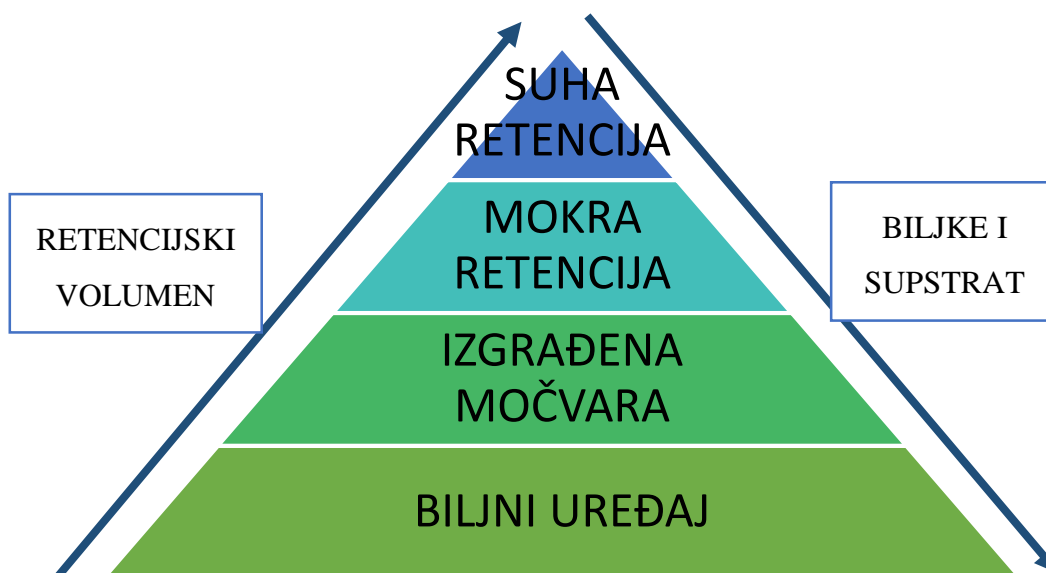 SUHA
RETENCIJA
MOKRA
RETENCIJA
IZGRAĐENA
MOČVARA
BILJNI UREĐAJ
RETENCIJSKI
VOLUMEN
BILJKE I
SUPSTRAT